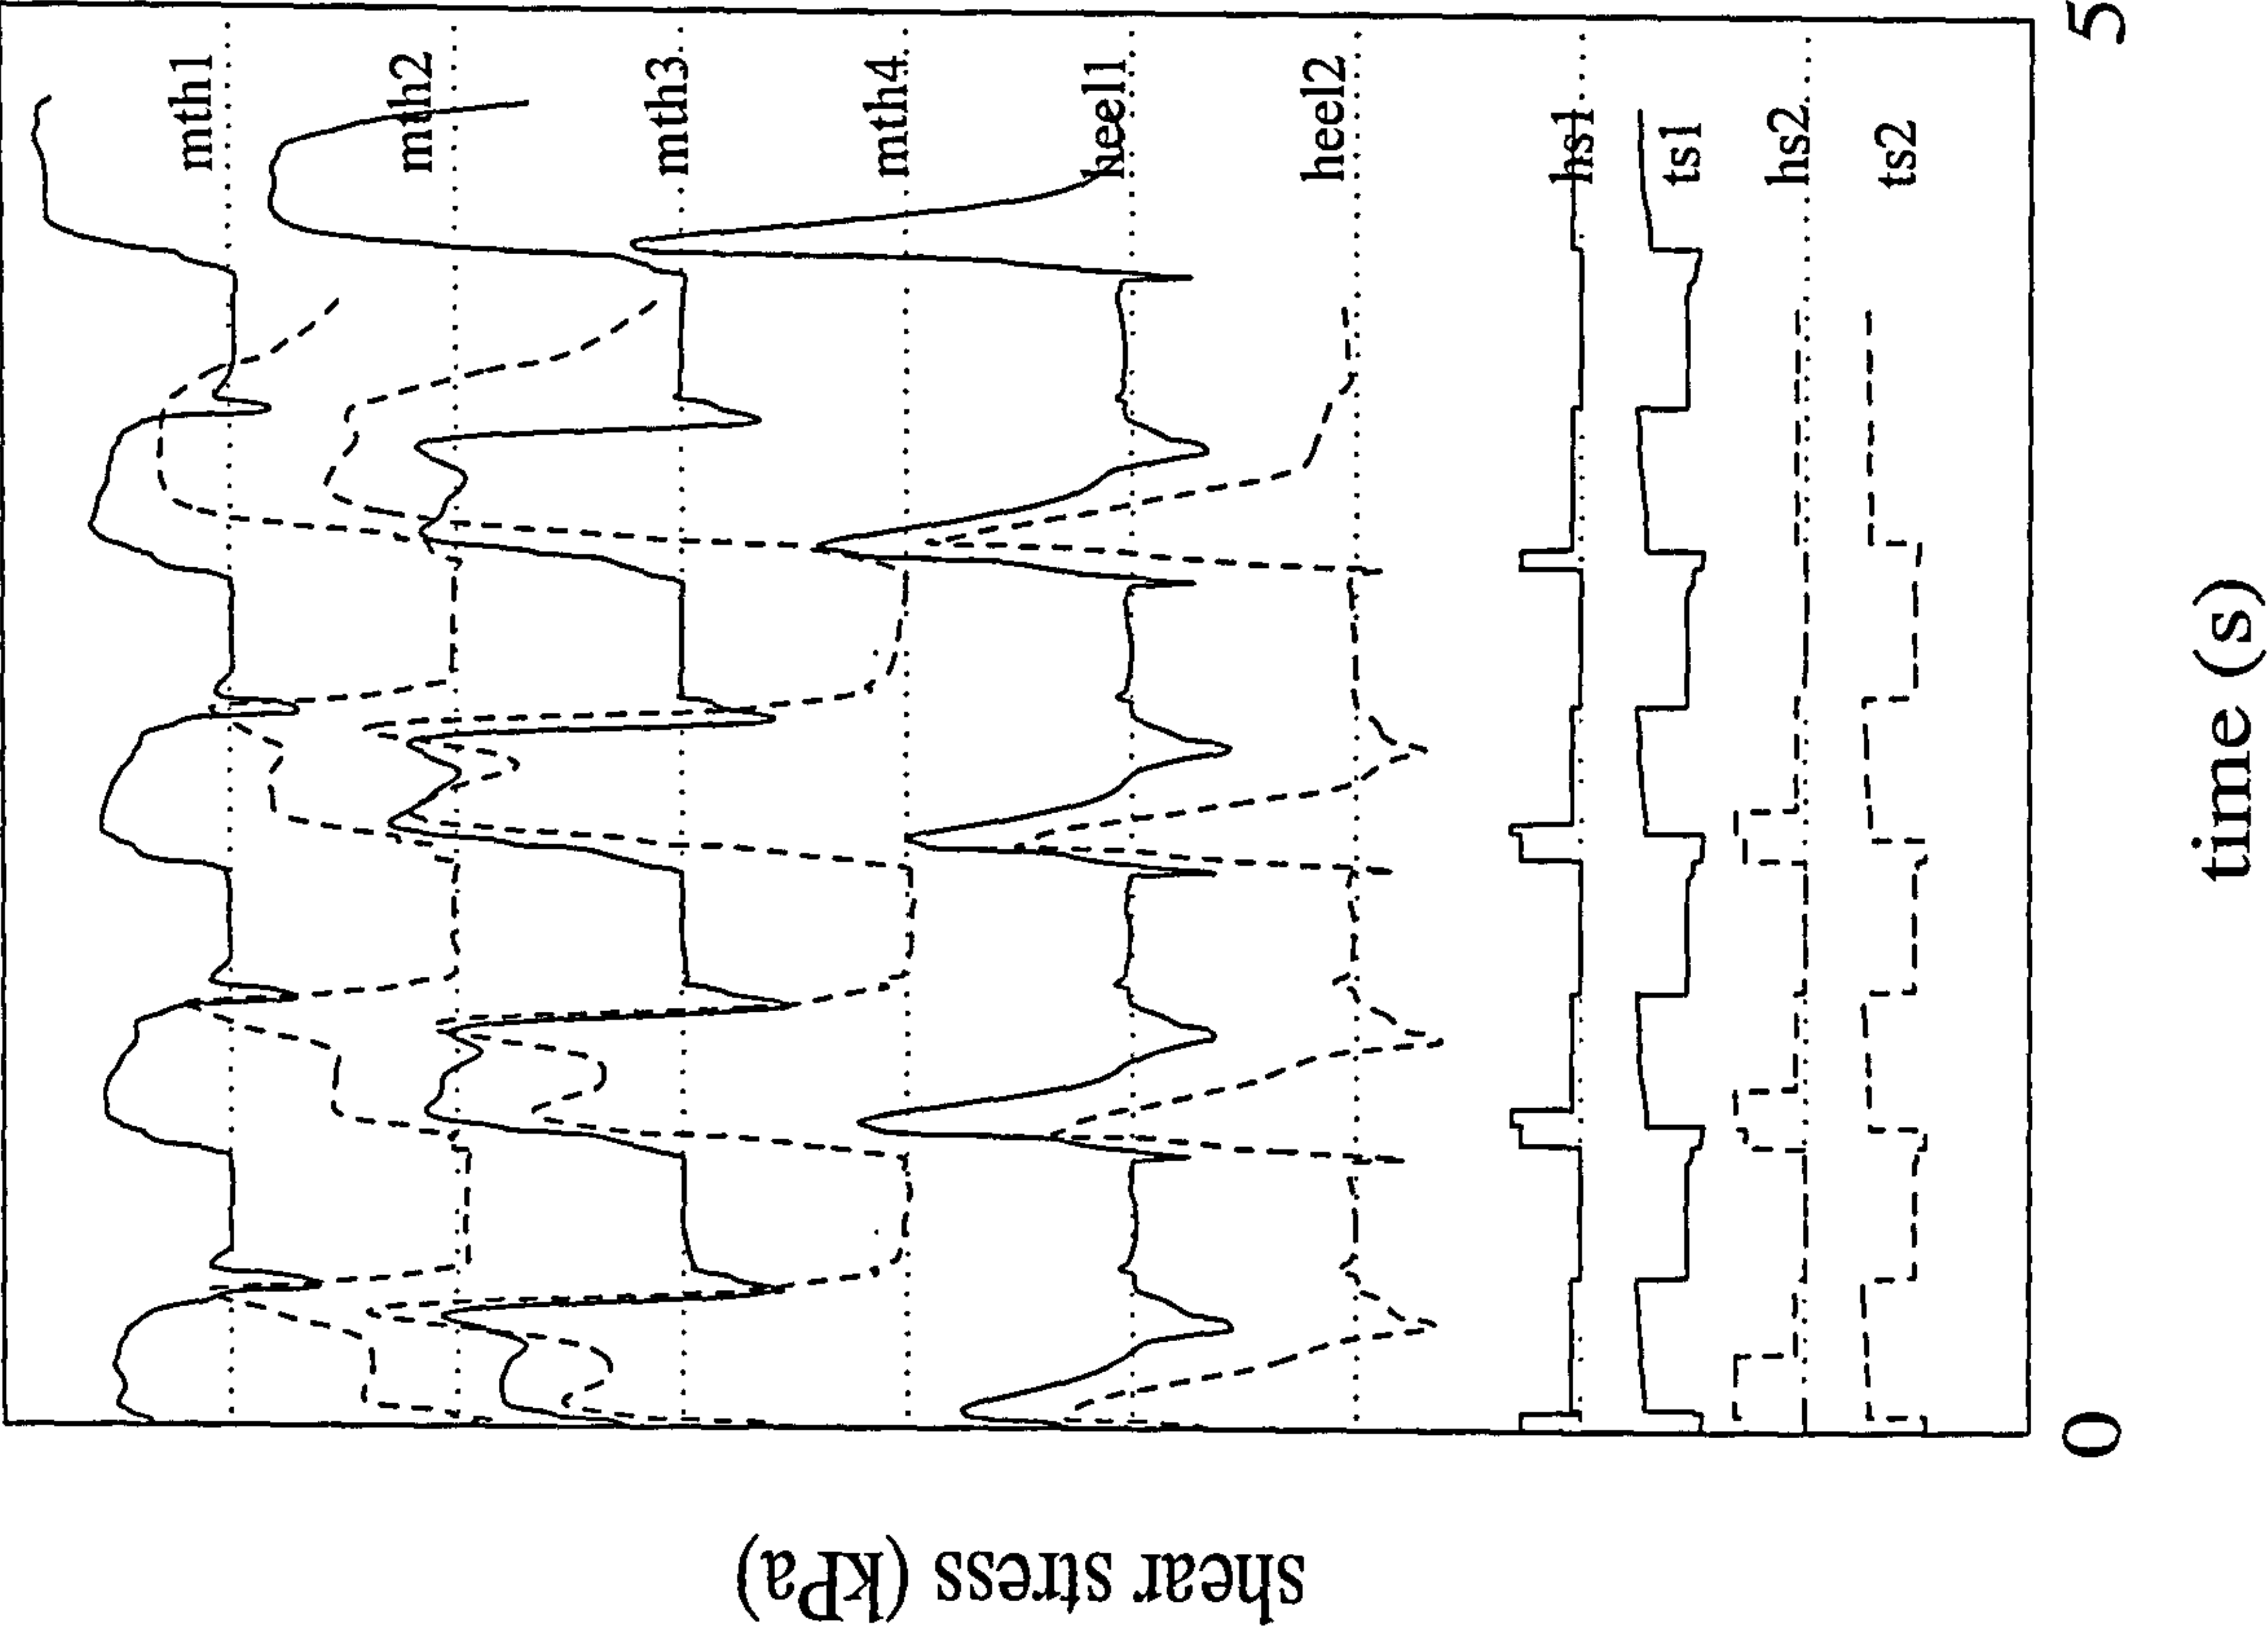 mth1
mth2
mth3
mth4
heel1
heel2
hs1
ts1
hs2
ts2
shear stress (kPa)
0
5
time (s)